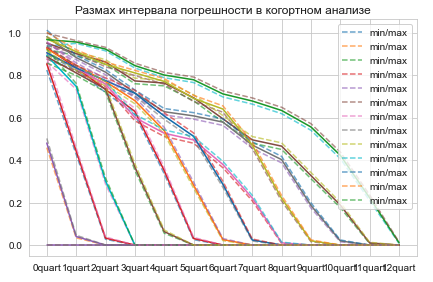 Размах интервала погрешности в когортном анализе
min/max
min/max
min/max
min/max
min/max
min/max
min/max
min/max
min/max
min/max
min/max
min/max
min/max
1.0
0.8
0.6
0.4
0.2
0.0
0quart 1quart 2quart 3quart 4quart 5quart 6quart 7quart 8quart 9quart 10quart 11quart 12quart